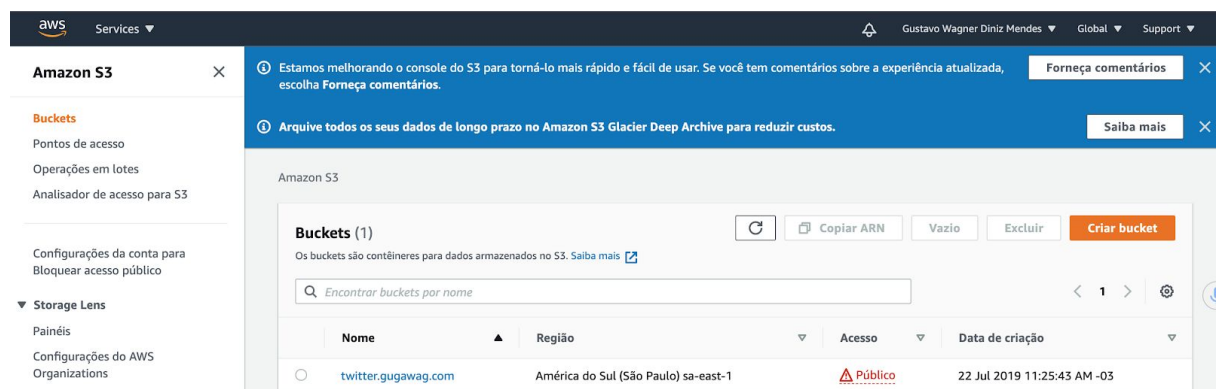 aws Services ▼ Gustavo Wagner Diniz Mendes ▼ Global ▼ Support ▼
Amazon S3
Buckets
Pontos de acesso
Operações em lotes
Analisador de acesso para S3
Configurações da conta para
Bloquear acesso público
▼ Storage Lens
Painéis
Configurações do AWS
Organizations
Estamos melhorando o console do S3 para torná-lo mais rápido e fácil de usar. Se você tem comentários sobre a experiência atualizada,
escolha Forneça comentários.
Forneça comentários
Arquive todos os seus dados de longo prazo no Amazon S3 Glacier Deep Archive para reduzir custos.
Saiba mais
Amazon S3
Buckets (1)
Copiar ARN Vazio Excluir Criar bucket
Os buckets são contêineres para dados armazenados no S3. Saiba mais
Encontrar buckets por nome
< 1 >
Nome ▲ Região Acesso Data de criação
twitter.gugawag.com América do Sul (São Paulo) sa-east-1 Público 22 Jul 2019 11:25:43 AM -03